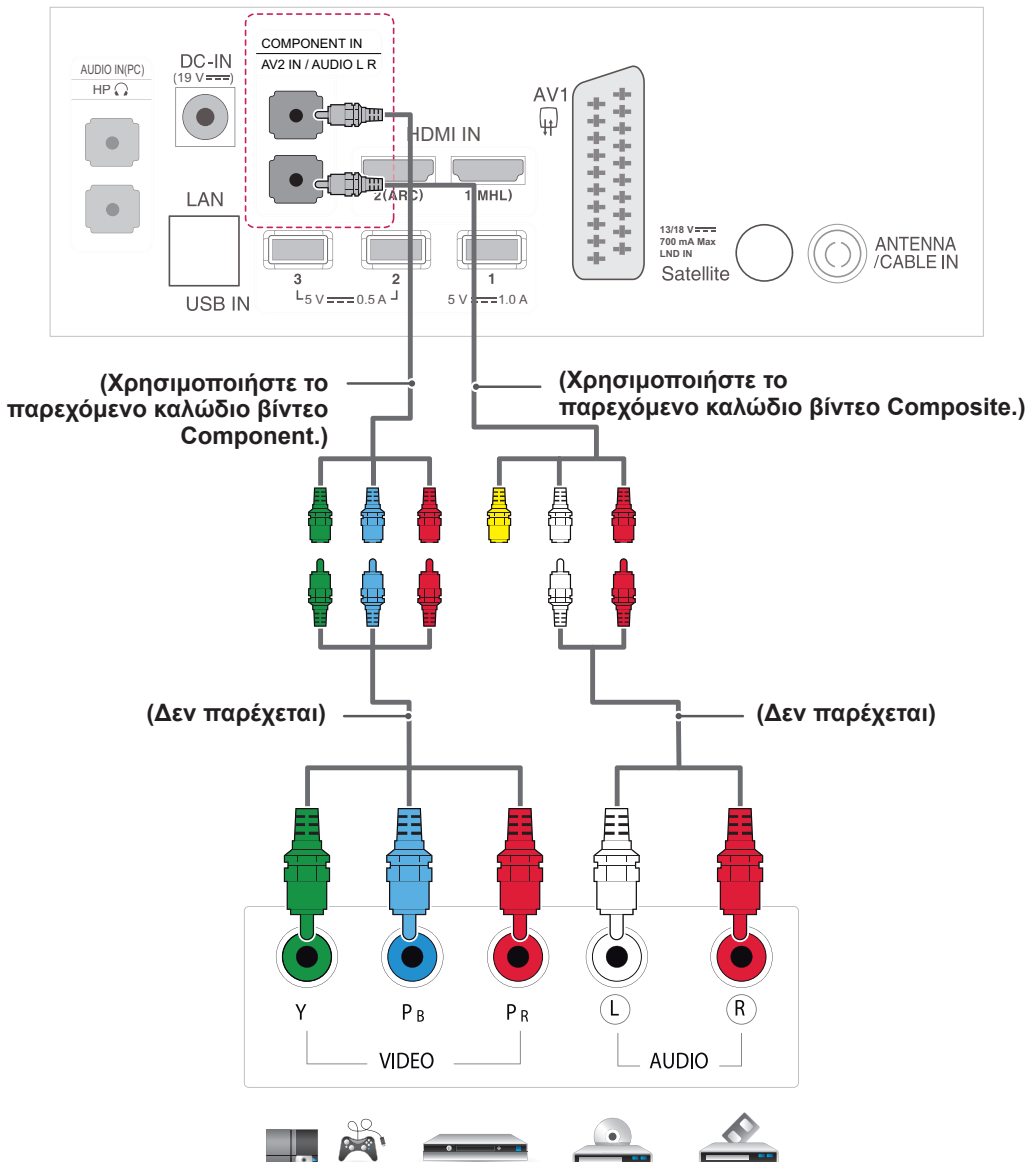 COMPONENT IN
AV2 IN / AUDIO L R
AUDIO IN(PC)
HP
DC-IN
(19 V)
AV1
HDMI IN
2(ARC)
1(MHL)
LAN
USB IN
3
2
1
5 V 0.5 A
5 V 1.0 A
13/18 V
700 mA Max
LND IN
Satellite
ANTENNA
/CABLE IN
(Χρησιμοποιήστε το
παρεχόμενο καλώδιο βίντεο
Component.)
(Χρησιμοποιήστε το
παρεχόμενο καλώδιο βίντεο Composite.)
(Δεν παρέχεται)
(Δεν παρέχεται)
Y
PB
PR
L
R
VIDEO
AUDIO